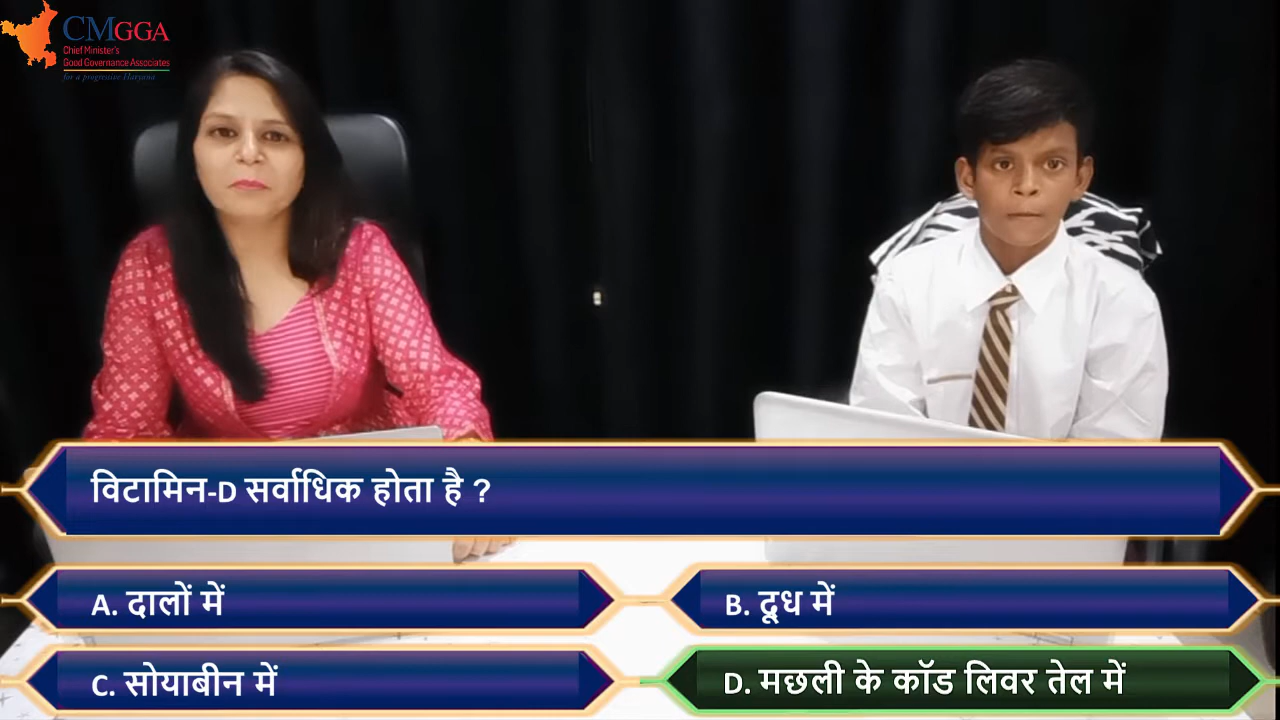 CMGGA
Chief Minister's
Good Governance Associates
for a progressive Haryana
विटामिन-D सर्वाधिक होता है ?
A. दालों में
B. दूध में
C. सोयाबीन में
D. मछली के कॉड लिवर तेल में